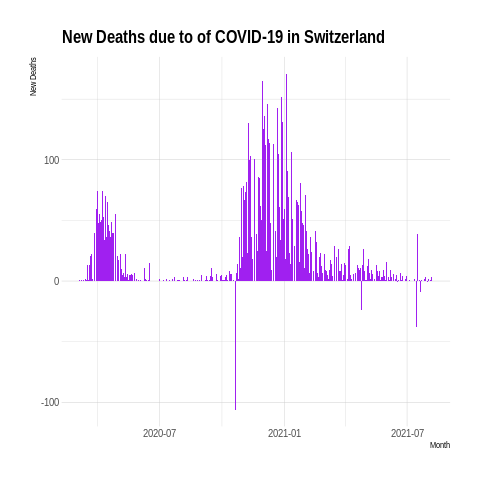 New Deaths due to of COVID-19 in Switzerland
New Deaths
100
0
-100
2020-07
2021-01
2021-07
Month